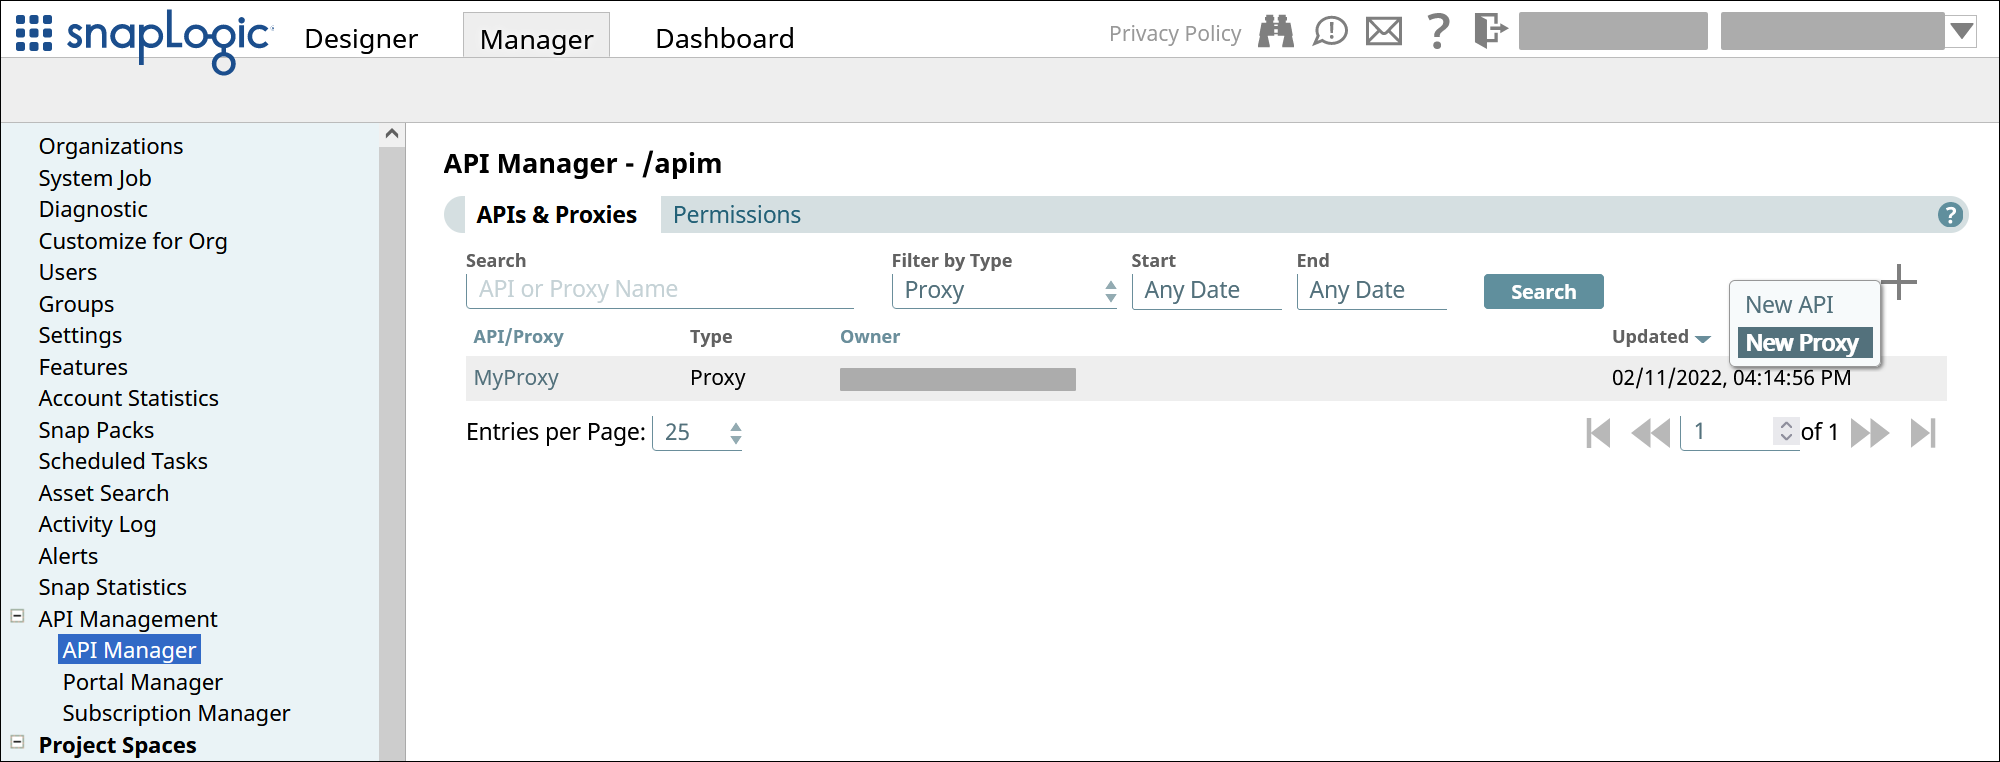 snapLogic Designer Manager Dashboard Privacy Policy
Organizations
System Job
Diagnostic
Customize for Org
Users
Groups
Settings
Features
Account Statistics
Snap Packs
Scheduled Tasks
Asset Search
Activity Log
Alerts
Snap Statistics
API Management
API Manager
Portal Manager
Subscription Manager
Project Spaces
API Manager - /apim
APIs & Proxies Permissions ?
Search Filter by Type Start End
API or Proxy Name Proxy Any Date Any Date Search
New API
New Proxy
API/Proxy Type Owner Updated
MyProxy Proxy 02/11/2022, 04:14:56 PM
Entries per Page: 25 1 of 1